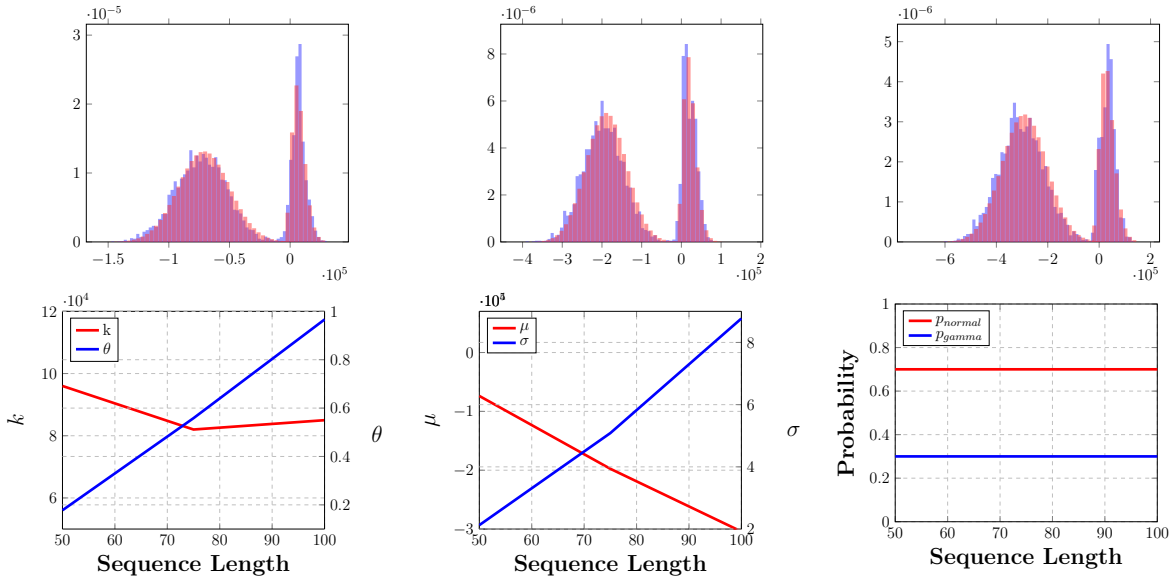 ·10⁻⁵
3
2
1
0
−1.5 −1 −0.5 0
·10⁵
·10⁻⁶
8
6
4
2
0
−4 −3 −2 −1 0 1 2
·10⁵
·10⁻⁶
5
4
3
2
1
0
−6 −4 −2 0 2
·10⁵
·10⁴
12
10
8
6
k
k
θ
1
0.8
0.6
0.4
0.2
θ
50 60 70 80 90 100
Sequence Length
0
−1
−2
−3
μ
μ
σ
8
6
4
2
σ
50 60 70 80 90 100
Sequence Length
1
0.8
0.6
0.4
0.2
0
Probability
p_normal
p_gamma
50 60 70 80 90 100
Sequence Length